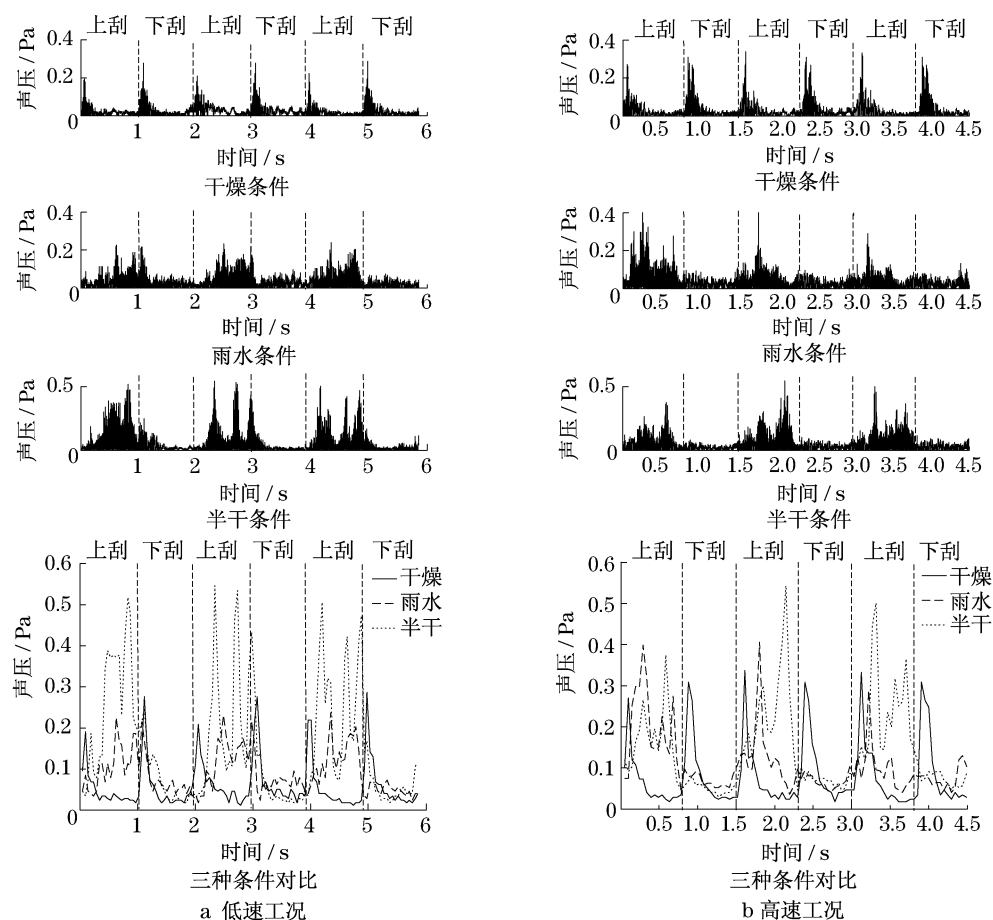 上刮 下刮 上刮 下刮 上刮 下刮
声压 / Pa
0.4
0.2
0
1 2 3 4 5 6
时间 / s
干燥条件
声压 / Pa
0.4
0.2
0
1 2 3 4 5 6
时间 / s
雨水条件
声压 / Pa
0.5
0
1 2 3 4 5 6
时间 / s
半干条件
上刮 下刮 上刮 下刮 上刮 下刮
声压 / Pa
0.6
0.5
0.4
0.3
0.2
0.1
0
干燥
雨水
半干
1 2 3 4 5 6
时间 / s
三种条件对比
a 低速工况
上刮 下刮 上刮 下刮 上刮 下刮
声压 / Pa
0.4
0.2
0
0.5 1.0 1.5 2.0 2.5 3.0 3.5 4.0 4.5
时间 / s
干燥条件
声压 / Pa
0.4
0.2
0
0.5 1.0 1.5 2.0 2.5 3.0 3.5 4.0 4.5
时间 / s
雨水条件
声压 / Pa
0.5
0
0.5 1.0 1.5 2.0 2.5 3.0 3.5 4.0 4.5
时间 / s
半干条件
上刮 下刮 上刮 下刮 上刮 下刮
声压 / Pa
0.6
0.5
0.4
0.3
0.2
0.1
0
干燥
雨水
半干
0.5 1.0 1.5 2.0 2.5 3.0 3.5 4.0 4.5
时间 / s
三种条件对比
b 高速工况